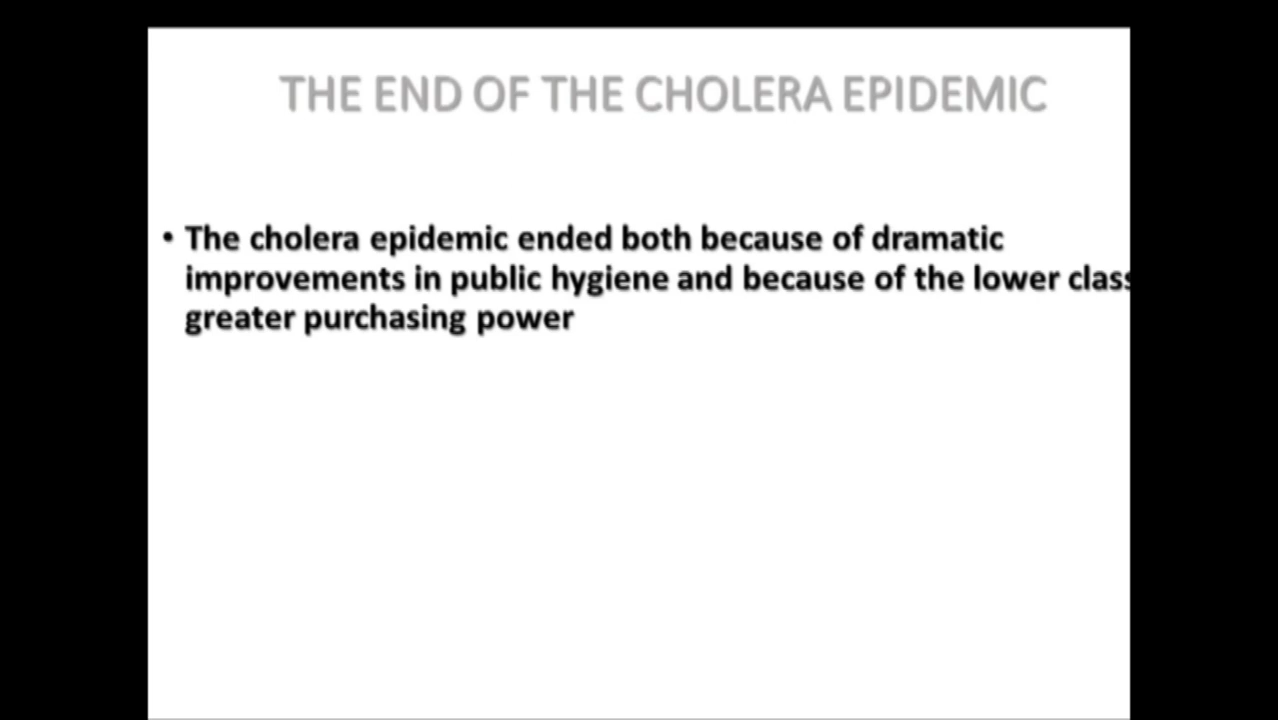 THE END OF THE CHOLERA EPIDEMIC
• The cholera epidemic ended both because of dramatic
improvements in public hygiene and because of the lower class
greater purchasing power